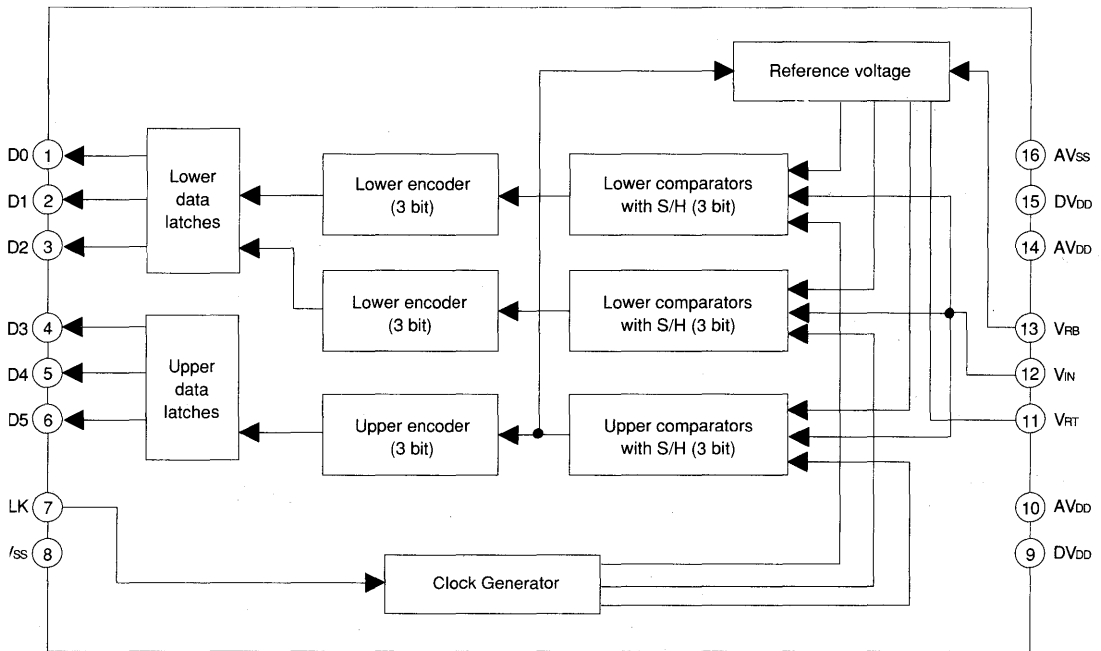 Reference voltage
D0 1
D1 2
D2 3
D3 4
D4 5
D5 6
LK 7
/SS 8
Lower
data
latches
Upper
data
latches
Lower encoder
(3 bit)
Lower encoder
(3 bit)
Upper encoder
(3 bit)
Lower comparators
with S/H (3 bit)
Lower comparators
with S/H (3 bit)
Upper comparators
with S/H (3 bit)
Clock Generator
16 AVSS
15 DVDD
14 AVDD
13 VRB
12 VIN
11 VRT
10 AVDD
9 DVDD